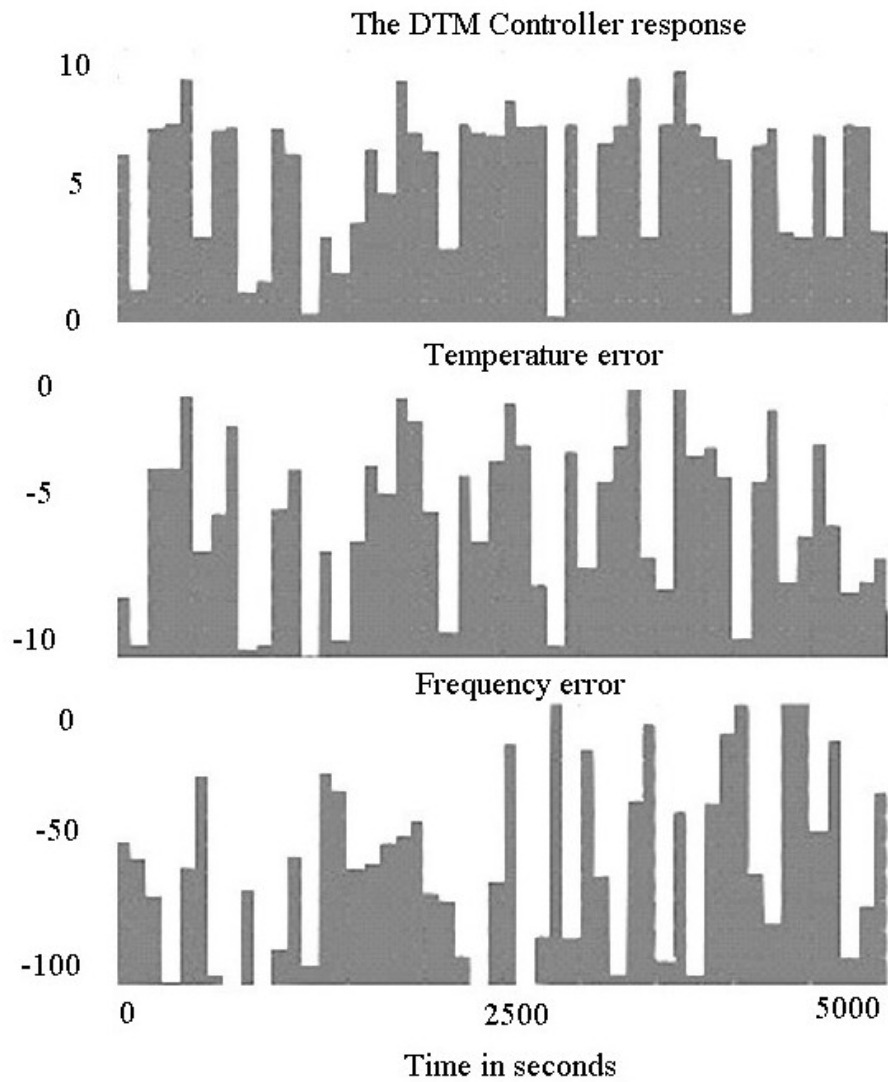 The DTM Controller response
10
5
0
Temperature error
0
-5
-10
Frequency error
0
-50
-100
0 2500 5000
Time in seconds